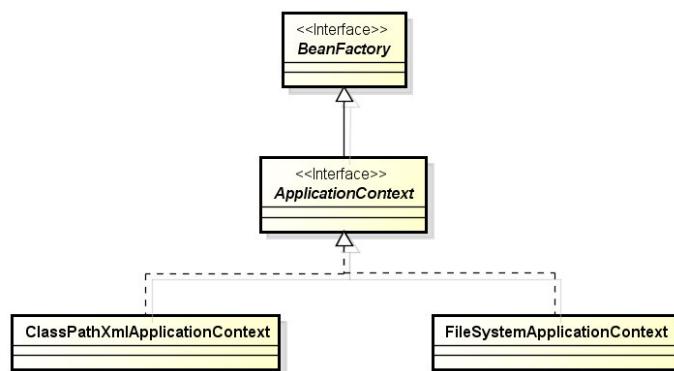 <<Interface>>
BeanFactory
<<Interface>>
ApplicationContext
ClassPathXmlApplicationContext
FileSystemApplicationContext